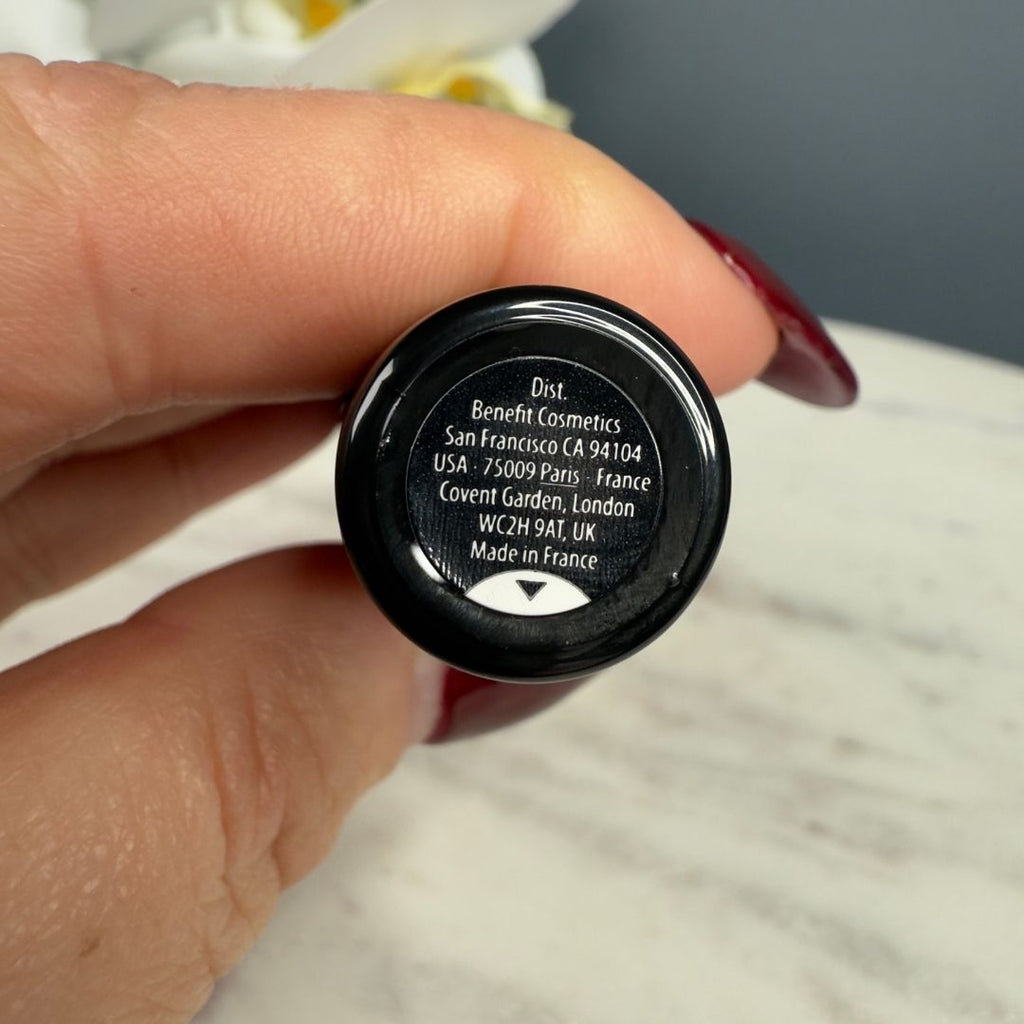 Dist.
Benefit Cosmetics
San Francisco CA 94104
USA · 75009 Paris · France
Covent Garden, London
WC2H 9AT, UK
Made in France